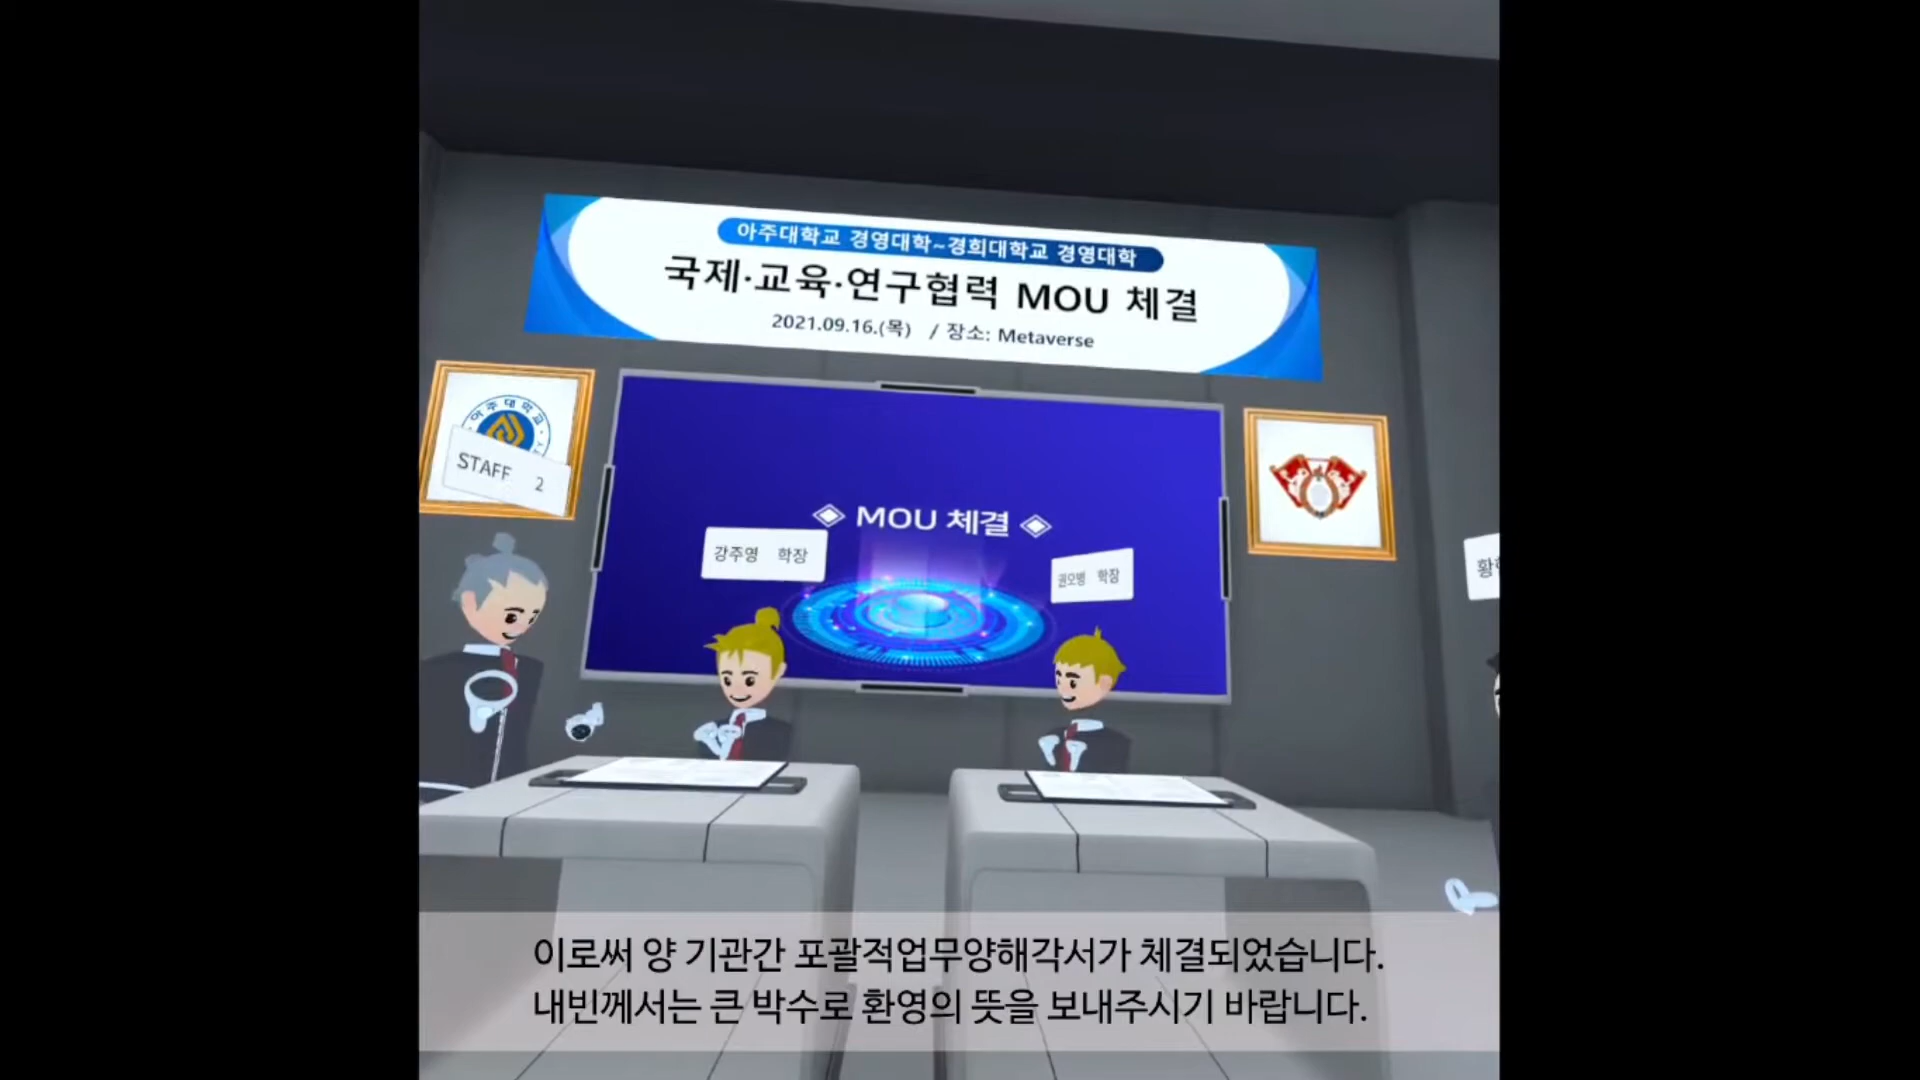 아주대학교 경영대학~경희대학교 경영대학
국제·교육·연구협력 MOU 체결
2021.09.16.(목) / 장소: Metaverse
아주대학교
STAFF 2
MOU 체결
강주영 학장
권오병 학장
이로써 양 기관간 포괄적업무양해각서가 체결되었습니다.
내빈께서는 큰 박수로 환영의 뜻을 보내주시기 바랍니다.